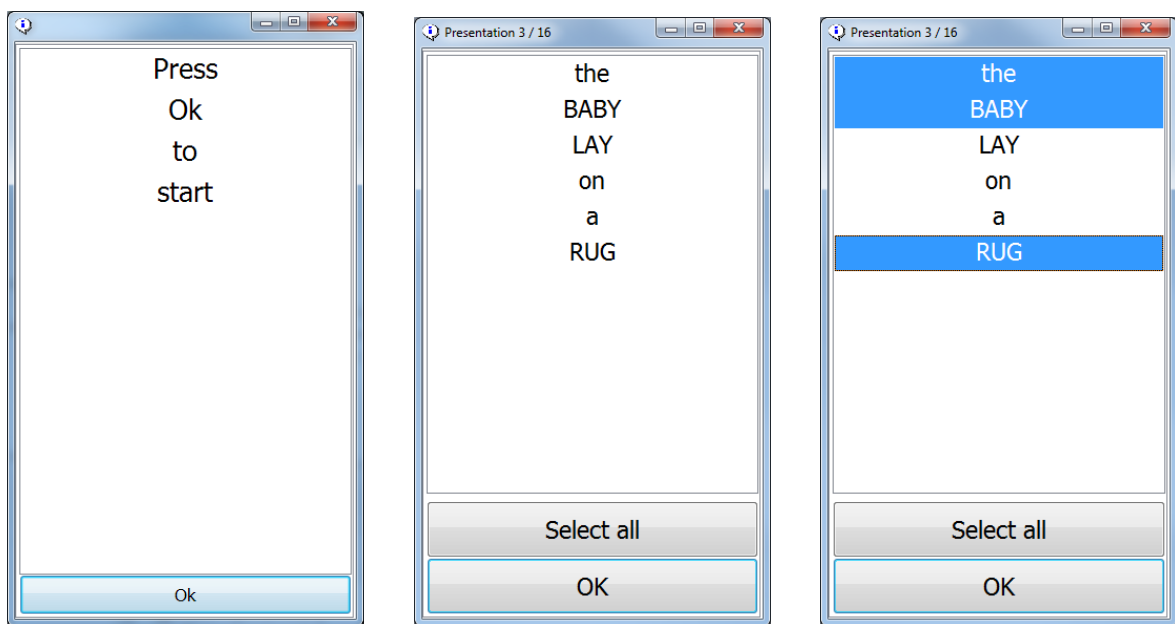 Press
Ok
to
start
Ok
Presentation 3 / 16
the
BABY
LAY
on
a
RUG
Select all
OK
Presentation 3 / 16
the
BABY
LAY
on
a
RUG
Select all
OK